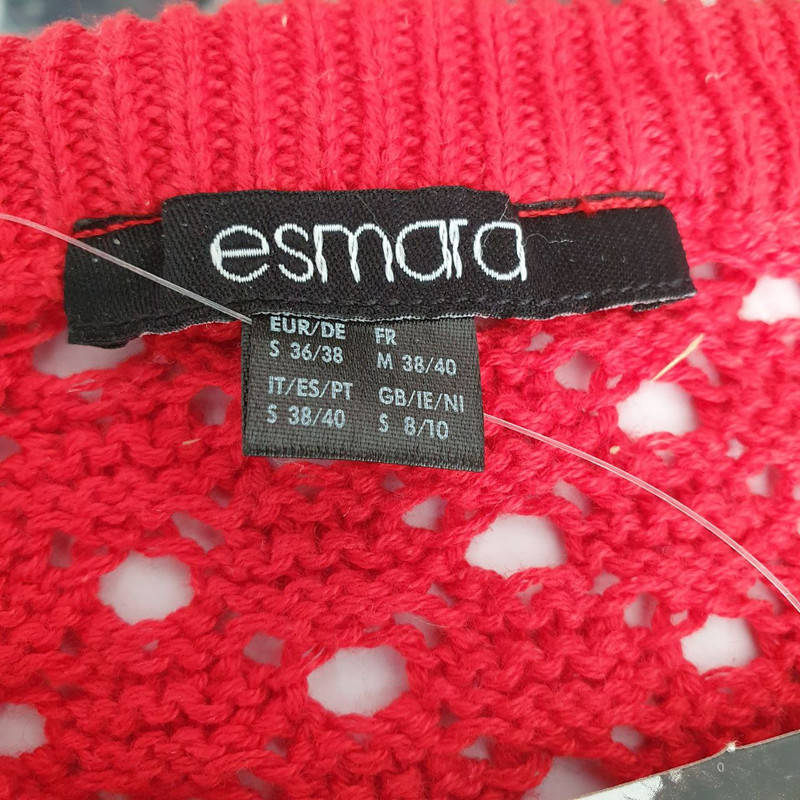 esmara
EUR/DE
S 36/38
FR
M 38/40
IT/ES/PT
S 38/40
GB/IE/NI
S 8/10